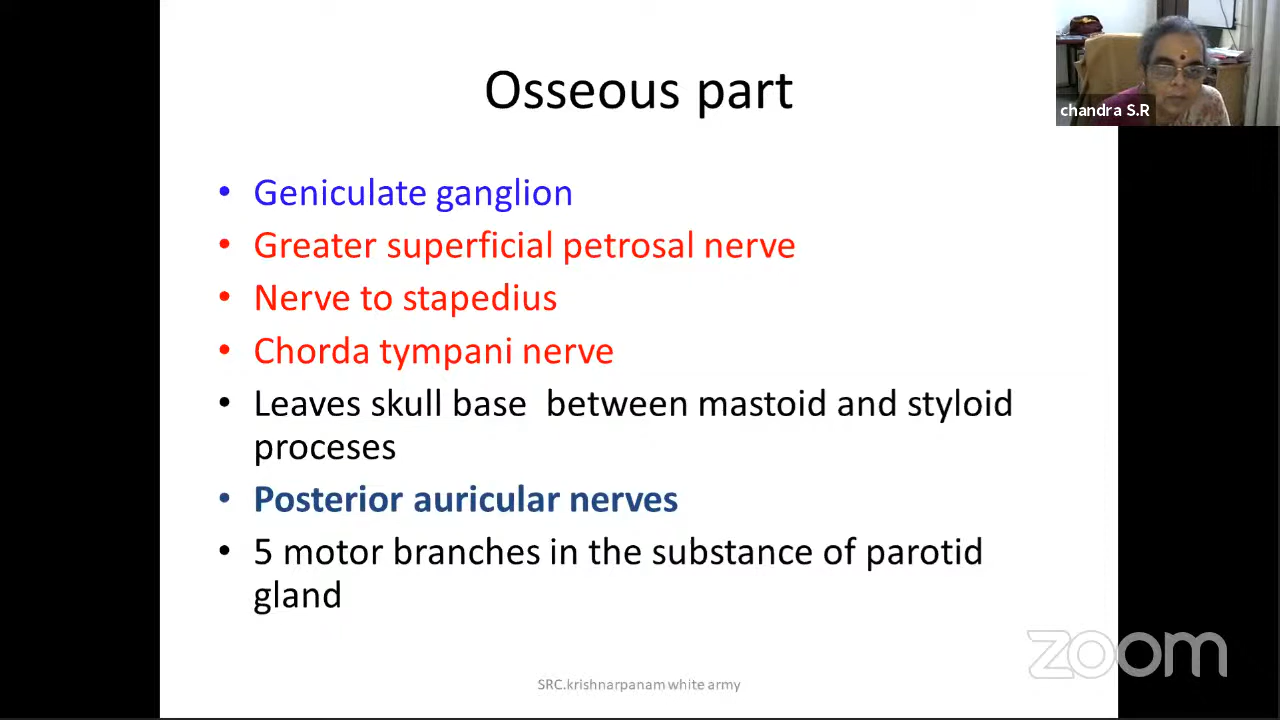 Osseous part
chandra S.R
• Geniculate ganglion
• Greater superficial petrosal nerve
• Nerve to stapedius
• Chorda tympani nerve
• Leaves skull base between mastoid and styloid
proceses
• Posterior auricular nerves
• 5 motor branches in the substance of parotid
gland
zoom
SRC.krishnarpanam white army